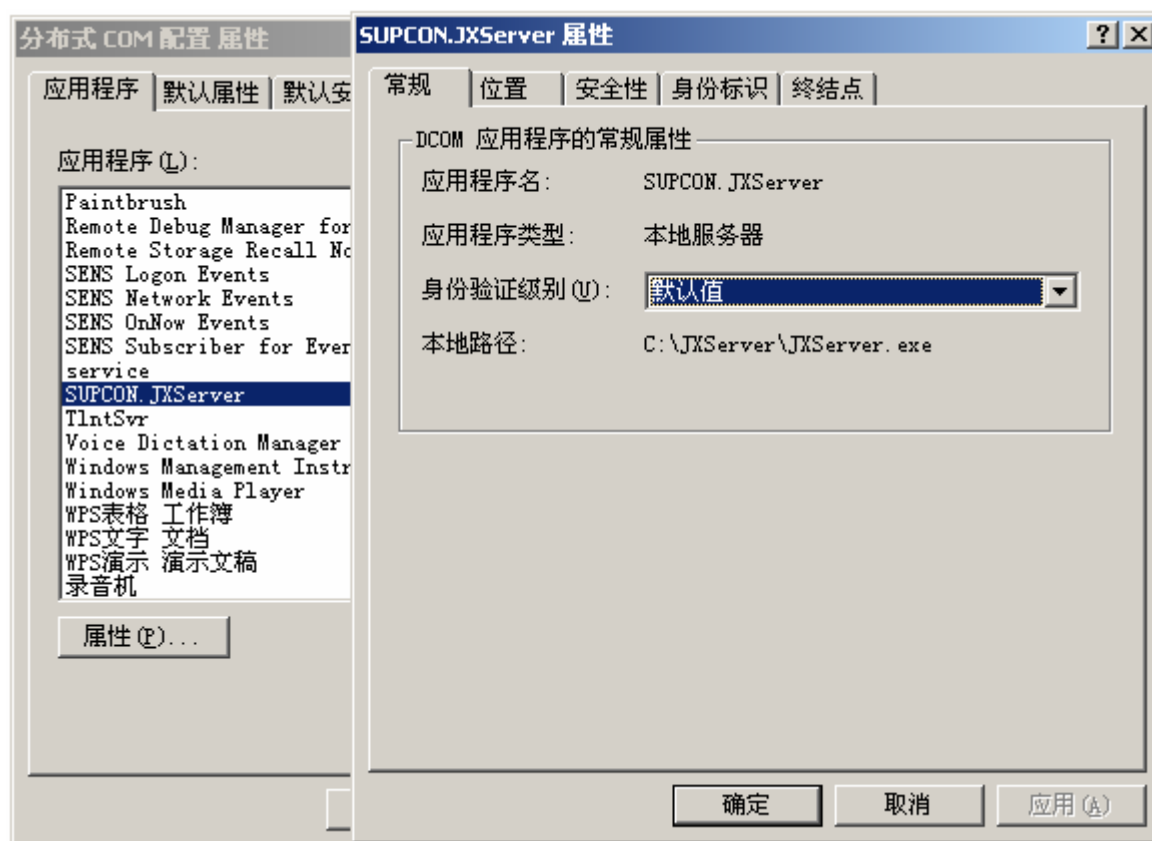 分布式 COM 配置 属性
应用程序 默认属性 默认安
应用程序(L):
Paintbrush
Remote Debug Manager for
Remote Storage Recall No
SENS Logon Events
SENS Network Events
SENS OnNow Events
SENS Subscriber for Ever
service
SUPCON.JXServer
TlntSvr
Voice Dictation Manager
Windows Management Instr
Windows Media Player
WPS表格 工作簿
WPS文字 文档
WPS演示 演示文稿
录音机
属性(P)...
SUPCON.JXServer 属性
常规 位置 安全性 身份标识 终结点
DCOM 应用程序的常规属性
应用程序名: SUPCON.JXServer
应用程序类型: 本地服务器
身份验证级别(U): 默认值
本地路径: C:\JXServer\JXServer.exe
确定 取消 应用(A)